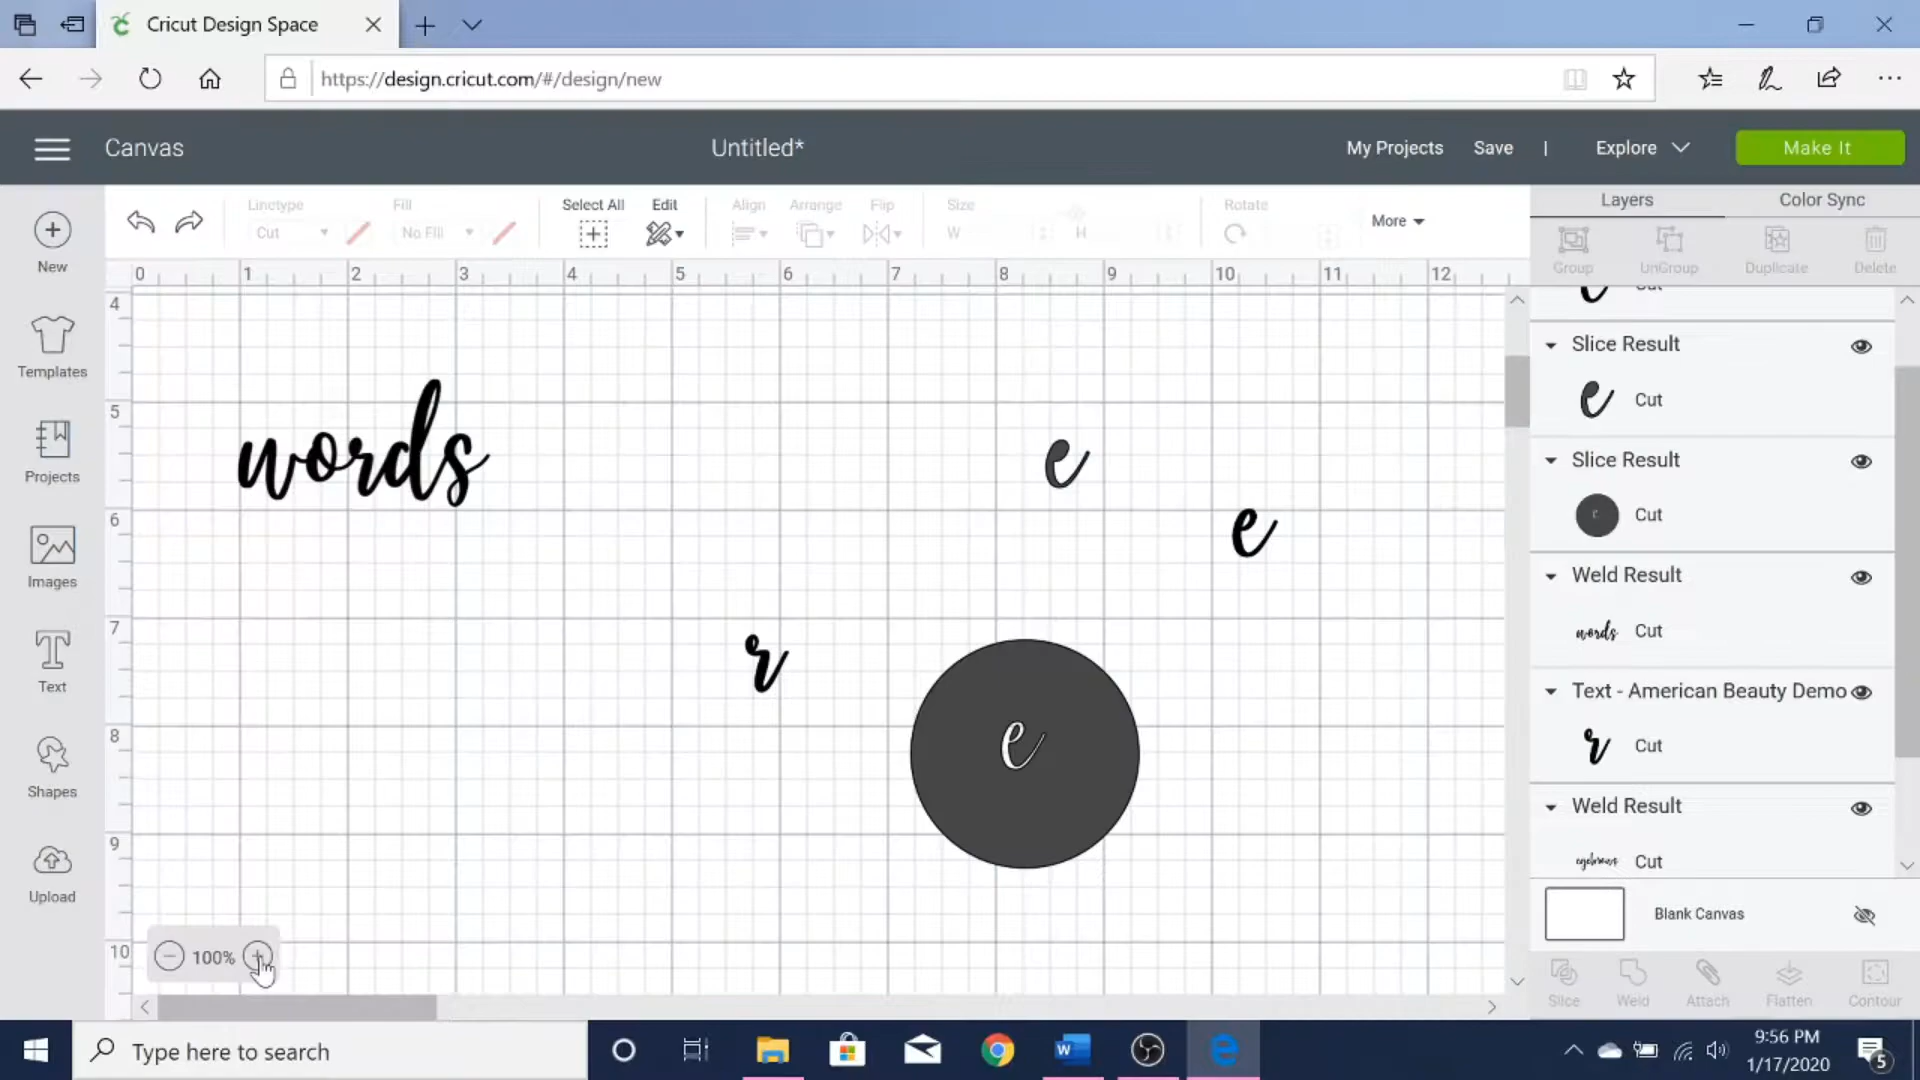 Cricut Design Space
https://design.cricut.com/#/design/new
Canvas
Untitled*
My Projects Save | Explore
Make It
Linetype
Cut
Fill
No Fill
Select All
Edit
Align
Arrange
Flip
Size
W
H
Rotate
More
Layers
Color Sync
Group
UnGroup
Duplicate
Delete
0 1 2 3 4 5 6 7 8 9 10 11 12
4
5
6
7
8
9
10
New
Templates
Projects
Images
Text
Shapes
Upload
words
e
e
r
e
100%
Cut
Slice Result
e Cut
Slice Result
e Cut
Weld Result
words Cut
Text - American Beauty Demo
r Cut
Weld Result
eyebrows Cut
Blank Canvas
Slice
Weld
Attach
Flatten
Contour
Type here to search
9:56 PM
1/17/2020
5